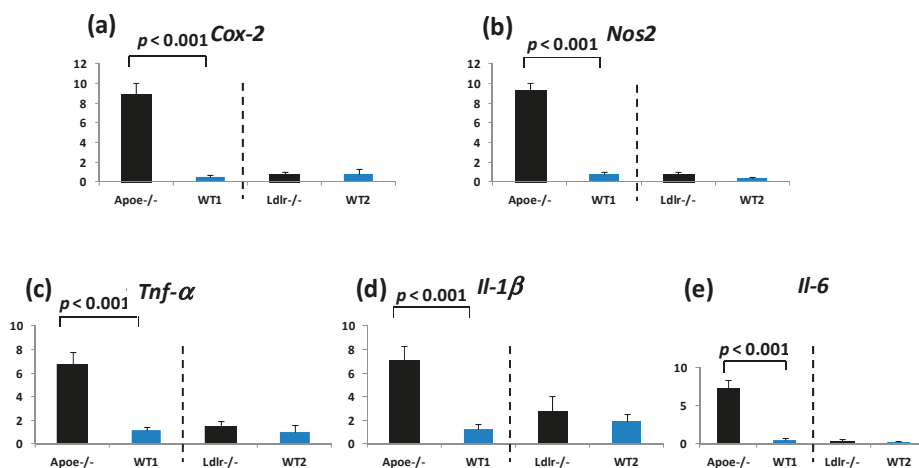 (a) Cox-2
p < 0.001
12
10
8
6
4
2
0
Apoe-/- WT1 Ldlr-/- WT2
(b) Nos2
p < 0.001
12
10
8
6
4
2
0
Apoe-/- WT1 Ldlr-/- WT2
(c) Tnf-α
p < 0.001
10
8
6
4
2
0
Apoe-/- WT1 Ldlr-/- WT2
(d) Il-1β
p < 0.001
10
8
6
4
2
0
Apoe-/- WT1 Ldlr-/- WT2
(e) Il-6
p < 0.001
10
5
0
Apoe-/- WT1 Ldlr-/- WT2